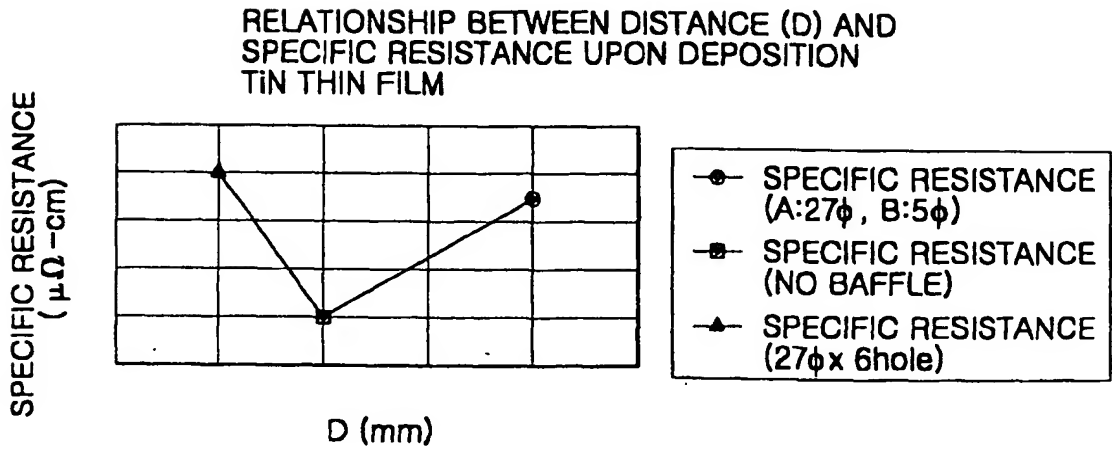 RELATIONSHIP BETWEEN DISTANCE (D) AND
SPECIFIC RESISTANCE UPON DEPOSITION
TiN THIN FILM
SPECIFIC RESISTANCE
(μΩ-cm)
D (mm)
SPECIFIC RESISTANCE
(A:27ϕ, B:5ϕ)
SPECIFIC RESISTANCE
(NO BAFFLE)
SPECIFIC RESISTANCE
(27ϕx 6hole)